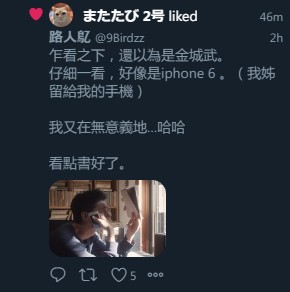 またたび 2号 liked
46m
路人鳦 @9Birdzz
2h
乍看之下，還以為是金城武。
仔細一看，好像是iphone 6 。（我姊
留給我的手機）
我又在無意義地...哈哈
看點書好了。
5